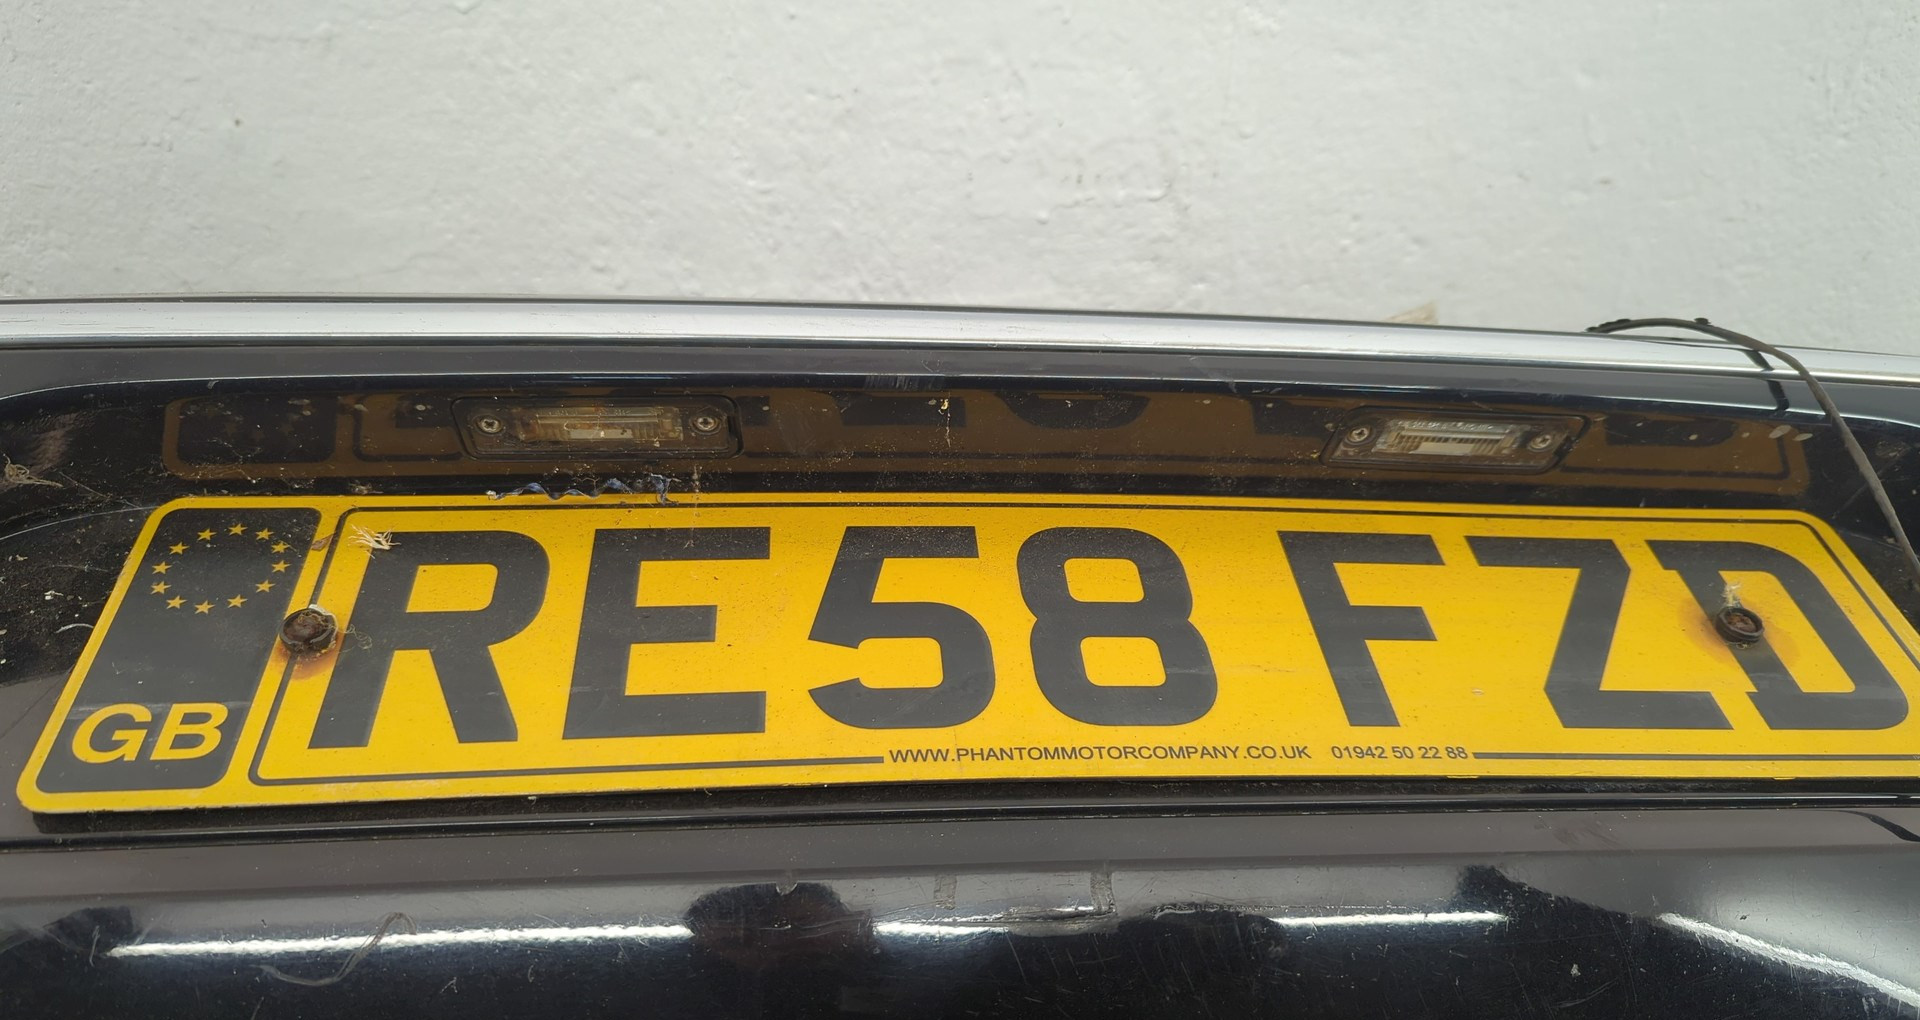 GB
RE58 FZD
WWW.PHANTOMMOTORCOMPANY.CO.UK 01942 50 22 88